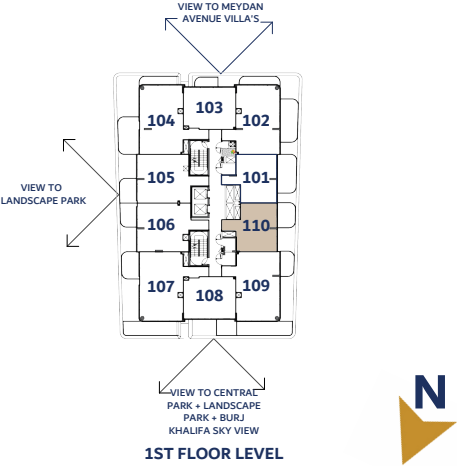 VIEW TO MEYDAN
AVENUE VILLA'S
103
104
102
105
101
VIEW TO
LANDSCAPE PARK
106
110
107
108
109
VIEW TO CENTRAL
PARK + LANDSCAPE
PARK + BURJ
KHALIFA SKY VIEW
1ST FLOOR LEVEL
N